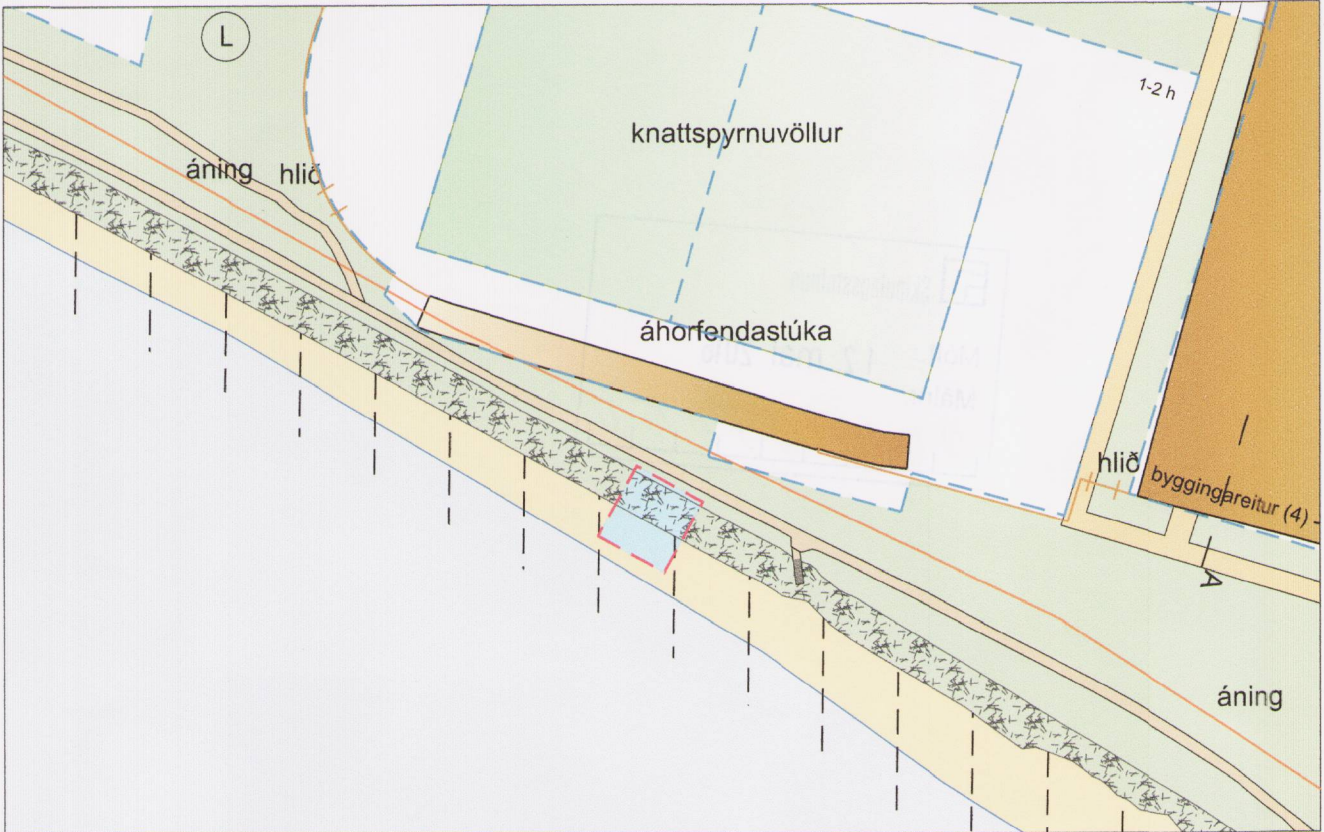 L
1-2 h
knattspyrnuvöllur
áning
hlið
áhorfendastúka
hlið
byggingareitur (4)
A
áning